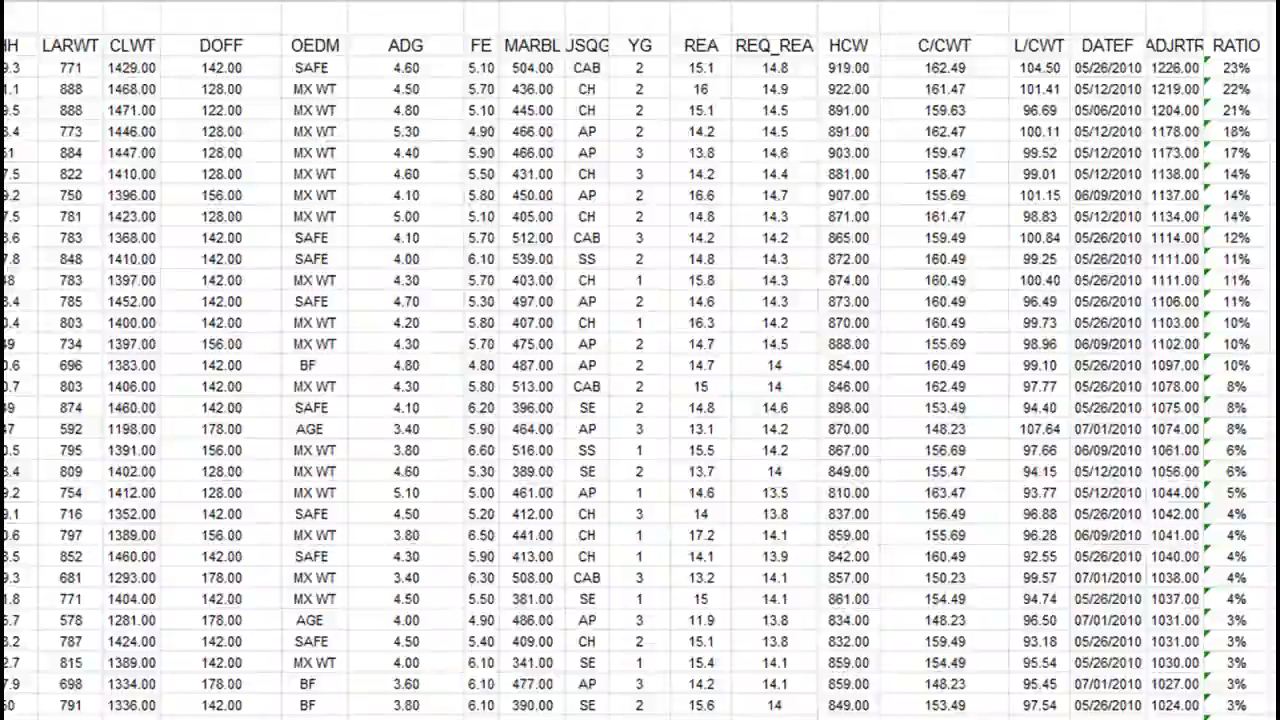 HH LARWT CLWT DOFF OEDM ADG FE MARBL JSQG YG REA REQ_REA HCW C/CWT L/CWT DATEF ADJRTR RATIO
9.3 771 1429.00 142.00 SAFE 4.60 5.10 504.00 CAB 2 15.1 14.8 919.00 162.49 104.50 05/26/2010 1226.00 23%
1.1 888 1468.00 128.00 MX WT 4.50 5.70 436.00 CH 2 16 14.9 922.00 161.47 101.41 05/12/2010 1219.00 22%
9.5 888 1471.00 122.00 MX WT 4.80 5.10 445.00 CH 2 15.1 14.5 891.00 159.63 96.69 05/06/2010 1204.00 21%
8.4 773 1446.00 128.00 MX WT 5.30 4.90 466.00 AP 2 14.2 14.5 891.00 162.47 100.11 05/12/2010 1178.00 18%
51 884 1447.00 128.00 MX WT 4.40 5.90 466.00 AP 3 13.8 14.6 903.00 159.47 99.52 05/12/2010 1173.00 17%
7.5 822 1410.00 128.00 MX WT 4.60 5.50 431.00 CH 3 14.2 14.4 881.00 158.47 99.01 05/12/2010 1138.00 14%
9.2 750 1396.00 156.00 MX WT 4.10 5.80 450.00 AP 2 16.6 14.7 907.00 155.69 101.15 06/09/2010 1137.00 14%
7.5 781 1423.00 128.00 MX WT 5.00 5.10 405.00 CH 2 14.8 14.3 871.00 161.47 98.83 05/12/2010 1134.00 14%
3.6 783 1368.00 142.00 SAFE 4.10 5.70 512.00 CAB 3 14.2 14.2 865.00 159.49 100.84 05/26/2010 1114.00 12%
7.8 848 1410.00 142.00 SAFE 4.00 6.10 539.00 SS 2 14.8 14.3 872.00 160.49 99.25 05/26/2010 1111.00 11%
48 783 1397.00 142.00 MX WT 4.30 5.70 403.00 CH 1 15.8 14.3 874.00 160.49 100.40 05/26/2010 1111.00 11%
3.4 785 1452.00 142.00 SAFE 4.70 5.30 497.00 AP 2 14.6 14.3 873.00 160.49 96.49 05/26/2010 1106.00 11%
0.4 803 1400.00 142.00 MX WT 4.20 5.80 407.00 CH 1 16.3 14.2 870.00 160.49 99.73 05/26/2010 1103.00 10%
49 734 1397.00 156.00 MX WT 4.30 5.70 475.00 AP 2 14.7 14.5 888.00 155.69 98.96 06/09/2010 1102.00 10%
0.6 696 1383.00 142.00 BF 4.80 4.80 487.00 AP 2 14.7 14 854.00 160.49 99.10 05/26/2010 1097.00 10%
0.7 803 1406.00 142.00 MX WT 4.30 5.80 513.00 CAB 2 15 14 846.00 162.49 97.77 05/26/2010 1078.00 8%
49 874 1460.00 142.00 SAFE 4.10 6.20 396.00 SE 2 14.8 14.6 898.00 153.49 94.40 05/26/2010 1075.00 8%
47 592 1198.00 178.00 AGE 3.40 5.90 464.00 AP 3 13.1 14.2 870.00 148.23 107.64 07/01/2010 1074.00 8%
0.5 795 1391.00 156.00 MX WT 3.80 6.60 516.00 SS 1 15.5 14.2 867.00 156.69 97.66 06/09/2010 1061.00 6%
3.4 809 1402.00 128.00 MX WT 4.60 5.30 389.00 SE 2 13.7 14 849.00 155.47 94.15 05/12/2010 1056.00 6%
9.2 754 1412.00 128.00 MX WT 5.10 5.00 461.00 AP 1 14.6 13.5 810.00 163.47 93.77 05/12/2010 1044.00 5%
9.1 716 1352.00 142.00 SAFE 4.50 5.20 412.00 CH 3 14 13.8 837.00 156.49 96.88 05/26/2010 1042.00 4%
0.6 797 1389.00 156.00 MX WT 3.80 6.50 441.00 CH 1 17.2 14.1 859.00 155.69 96.28 06/09/2010 1041.00 4%
3.5 852 1460.00 142.00 SAFE 4.30 5.90 413.00 CH 1 14.1 13.9 842.00 160.49 92.55 05/26/2010 1040.00 4%
9.3 681 1293.00 178.00 MX WT 3.40 6.30 508.00 CAB 3 13.2 14.1 857.00 150.23 99.57 07/01/2010 1038.00 4%
1.8 771 1404.00 142.00 MX WT 4.50 5.50 381.00 SE 1 15 14.1 861.00 154.49 94.74 05/26/2010 1037.00 4%
5.7 578 1281.00 178.00 AGE 4.00 4.90 486.00 AP 3 11.9 13.8 834.00 148.23 96.50 07/01/2010 1031.00 3%
3.2 787 1424.00 142.00 SAFE 4.50 5.40 409.00 CH 2 15.1 13.8 832.00 159.49 93.18 05/26/2010 1031.00 3%
2.7 815 1389.00 142.00 MX WT 4.00 6.10 341.00 SE 1 15.4 14.1 859.00 154.49 95.54 05/26/2010 1030.00 3%
7.9 698 1334.00 178.00 BF 3.60 6.10 477.00 AP 3 14.2 14.1 859.00 148.23 95.45 07/01/2010 1027.00 3%
50 791 1336.00 142.00 BF 3.80 6.10 390.00 SE 2 15.6 14 849.00 153.49 97.54 05/26/2010 1024.00 3%